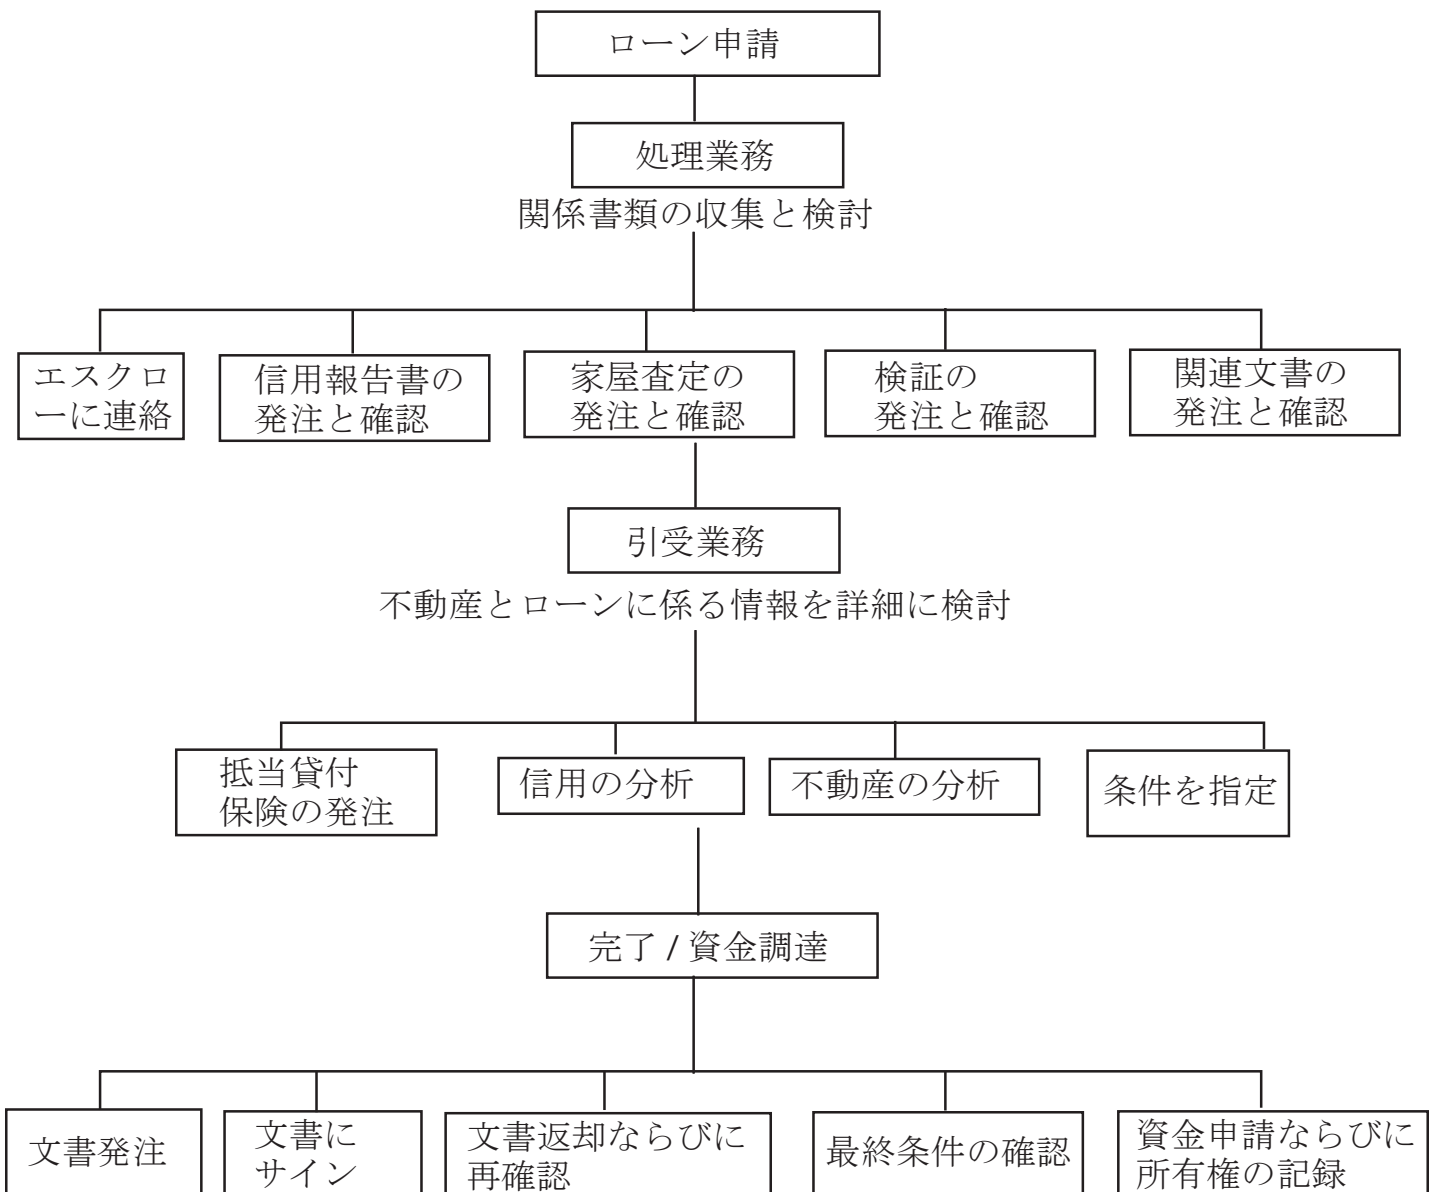 ローン申請
処理業務
関係書類の収集と検討
エスクロ
ーに連絡
信用報告書の
発注と確認
家屋査定の
発注と確認
検証の
発注と確認
関連文書の
発注と確認
引受業務
不動産とローンに係る情報を詳細に検討
抵当貸付
保険の発注
信用の分析
不動産の分析
条件を指定
完了 / 資金調達
文書発注
文書に
サイン
文書返却ならびに
再確認
最終条件の確認
資金申請ならびに
所有権の記録